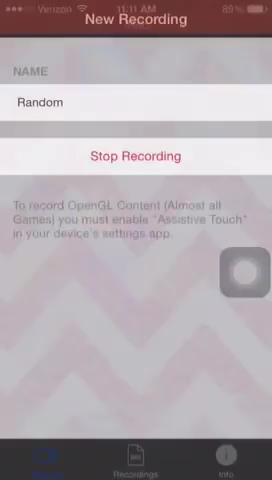 Verizon 11:11 AM 89%
New Recording
NAME
Random
Stop Recording
To record OpenGL Content (Almost all
Games) you must enable "Assistive Touch"
in your device's settings app.
Recordings Info